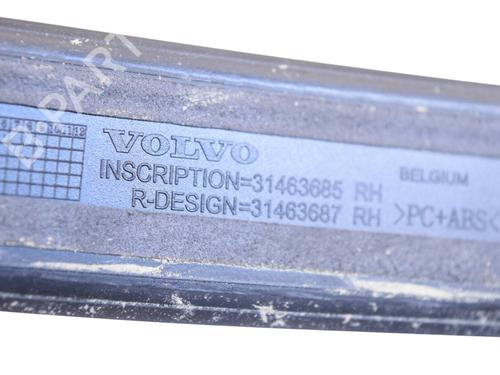 VOLVO
INSCRIPTION=31463685 RH
R-DESIGN=31463687 RH
BELGIUM
>PC+ABS<